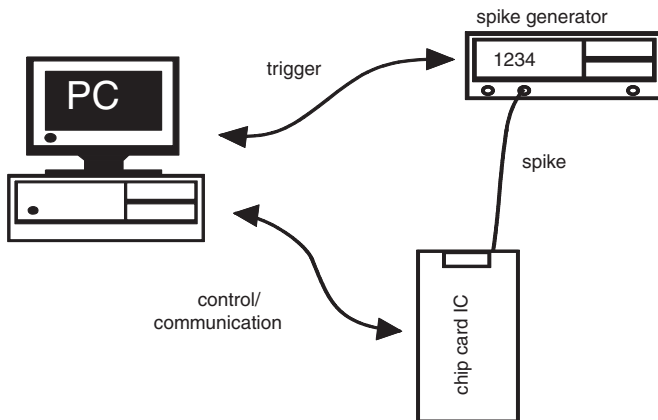 spike generator
1234
trigger
PC
spike
control/
communication
chip card IC